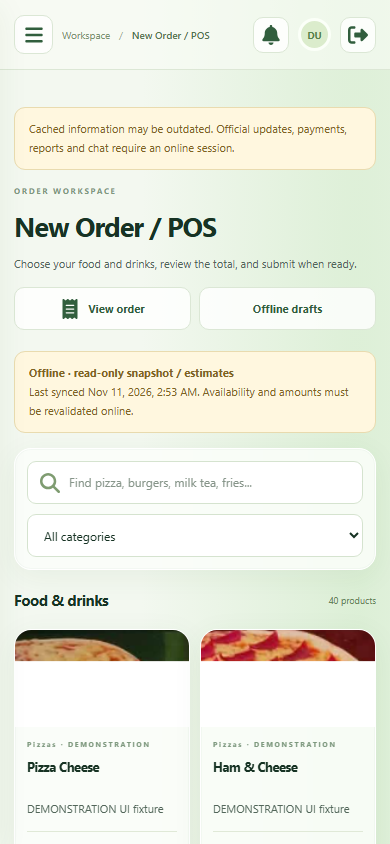 Workspace / New Order / POS
DU
Cached information may be outdated. Official updates, payments,
reports and chat require an online session.
ORDER WORKSPACE
New Order / POS
Choose your food and drinks, review the total, and submit when ready.
View order
Offline drafts
Offline · read-only snapshot / estimates
Last synced Nov 11, 2026, 2:53 AM. Availability and amounts must
be revalidated online.
Find pizza, burgers, milk tea, fries...
All categories
Food & drinks
40 products
Pizzas · DEMONSTRATION
Pizza Cheese
DEMONSTRATION UI fixture
Pizzas · DEMONSTRATION
Ham & Cheese
DEMONSTRATION UI fixture